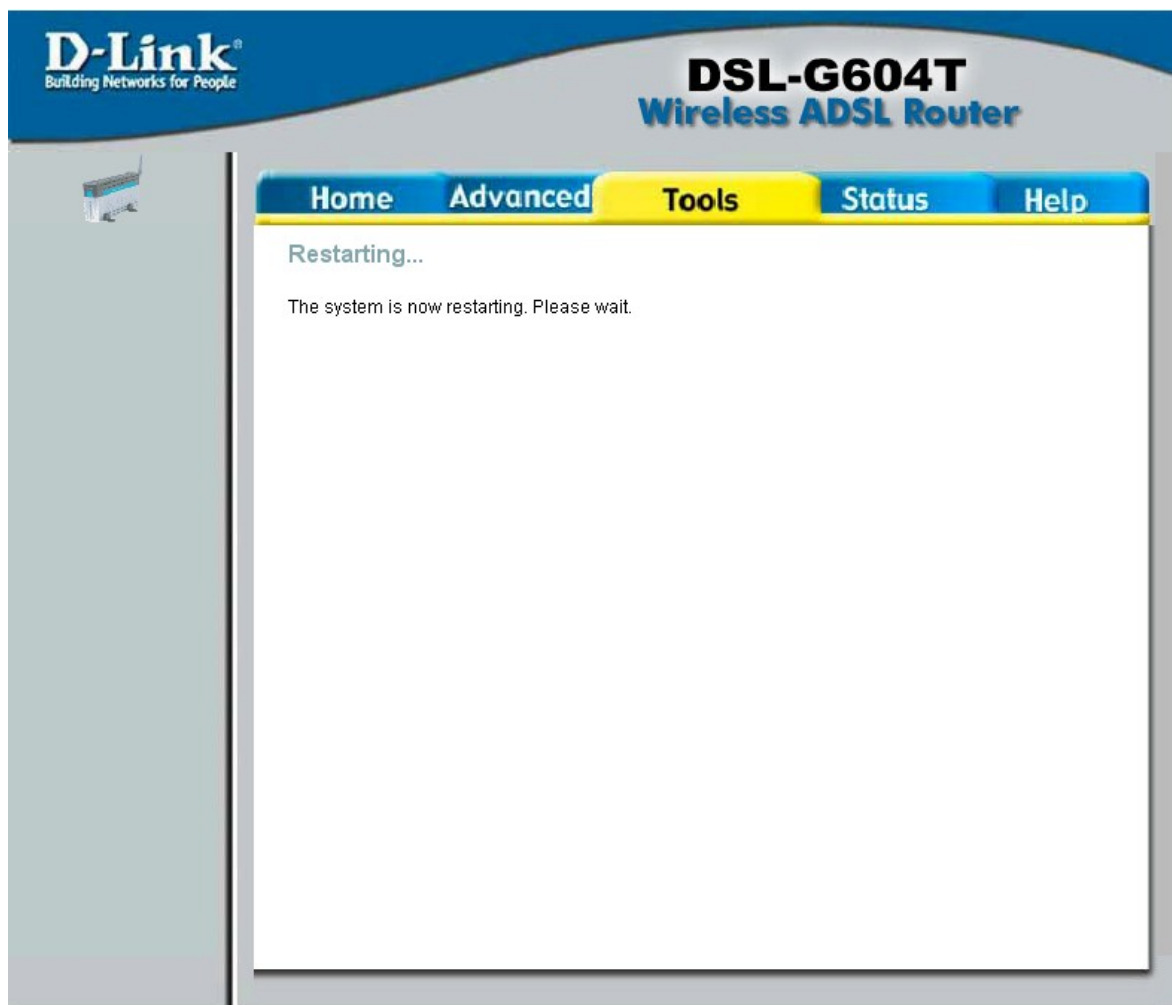 D-Link®
Building Networks for People
DSL-G604T
Wireless ADSL Router
Home Advanced Tools Status Help
Restarting...
The system is now restarting. Please wait.